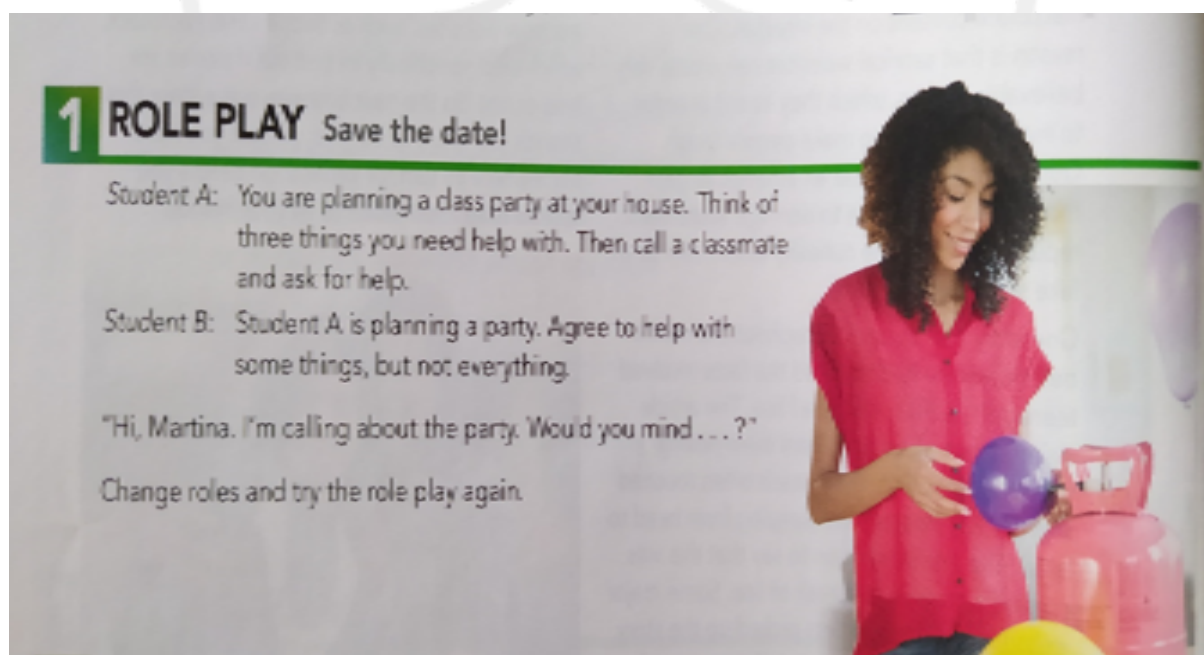 1 ROLE PLAY Save the date!
Student A: You are planning a class party at your house. Think of
three things you need help with. Then call a classmate
and ask for help.
Student B: Student A is planning a party. Agree to help with
some things, but not everything.
"Hi, Martina. I'm calling about the party. Would you mind . . . ?"
Change roles and try the role play again.